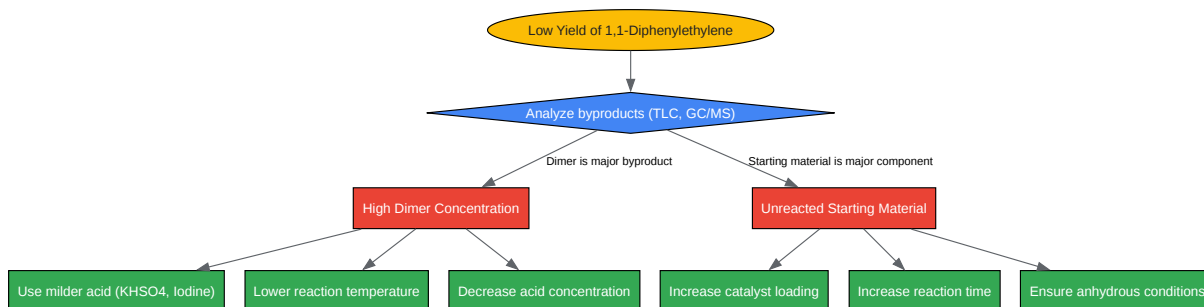 Low Yield of 1,1-Diphenylethylene
Analyze byproducts (TLC, GC/MS)
Dimer is major byproduct
Starting material is major component
High Dimer Concentration
Unreacted Starting Material
Use milder acid (KHSO4, Iodine)
Lower reaction temperature
Decrease acid concentration
Increase catalyst loading
Increase reaction time
Ensure anhydrous condition